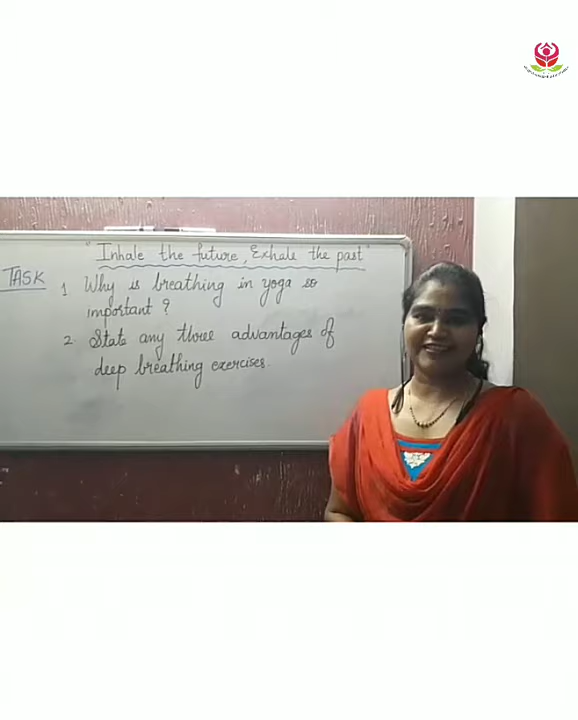 "Inhale the future, Exhale the past"
TASK
1 Why is breathing in yoga so
important ?
2. State any three advantages of
deep breathing exercises.